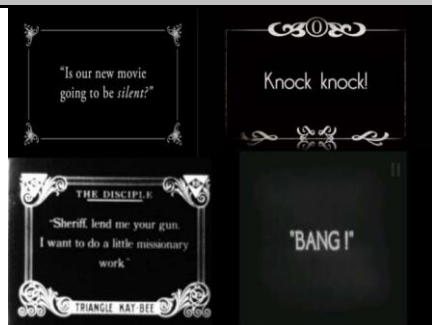 "Is our new movie
going to be silent?"
Knock knock!
THE DISCIPLE
"Sheriff, lend me your gun.
I want to do a little missionary
work"
TRIANGLE KAY-BEE
"BANG !"